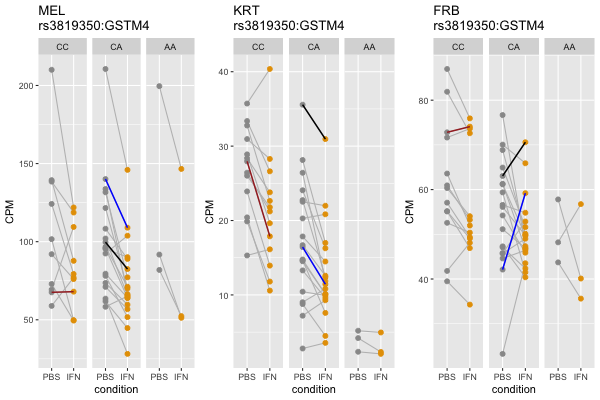 MEL
rs3819350:GSTM4
CC CA AA
200
150
100
50
CPM
PBS IFN PBS IFN PBS IFN
condition
KRT
rs3819350:GSTM4
CC CA AA
40
30
20
10
CPM
PBS IFN PBS IFN PBS IFN
condition
FRB
rs3819350:GSTM4
CC CA AA
80
60
40
CPM
PBS IFN PBS IFN PBS IFN
condition